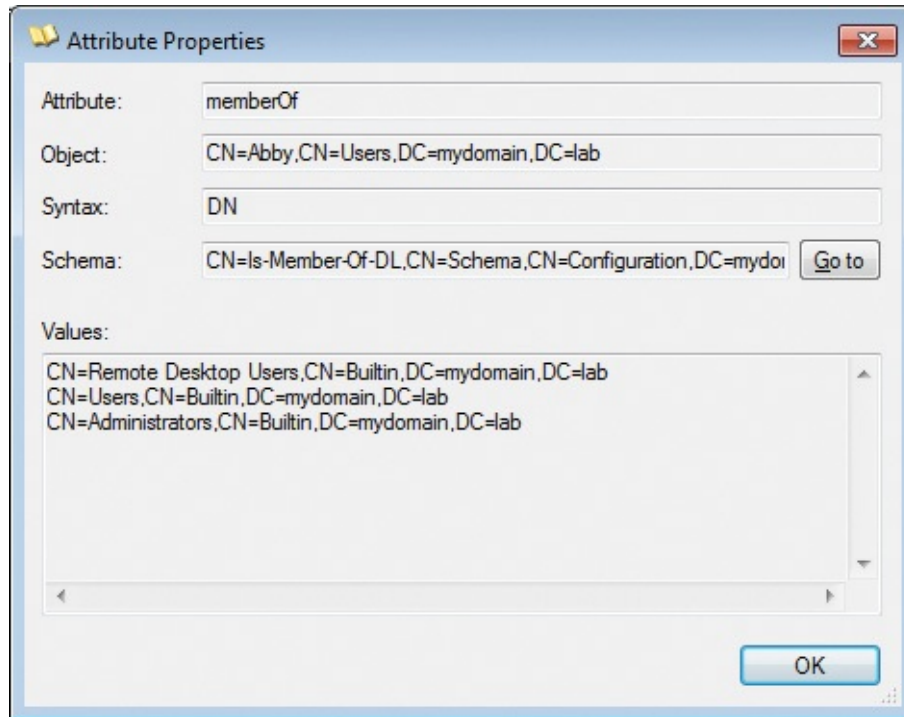 Attribute Properties
Attribute: memberOf
Object: CN=Abby,CN=Users,DC=mydomain,DC=lab
Syntax: DN
Schema: CN=Is-Member-Of-DL,CN=Schema,CN=Configuration,DC=mydo Go to
Values:
CN=Remote Desktop Users,CN=Builtin,DC=mydomain,DC=lab
CN=Users,CN=Builtin,DC=mydomain,DC=lab
CN=Administrators,CN=Builtin,DC=mydomain,DC=lab
OK